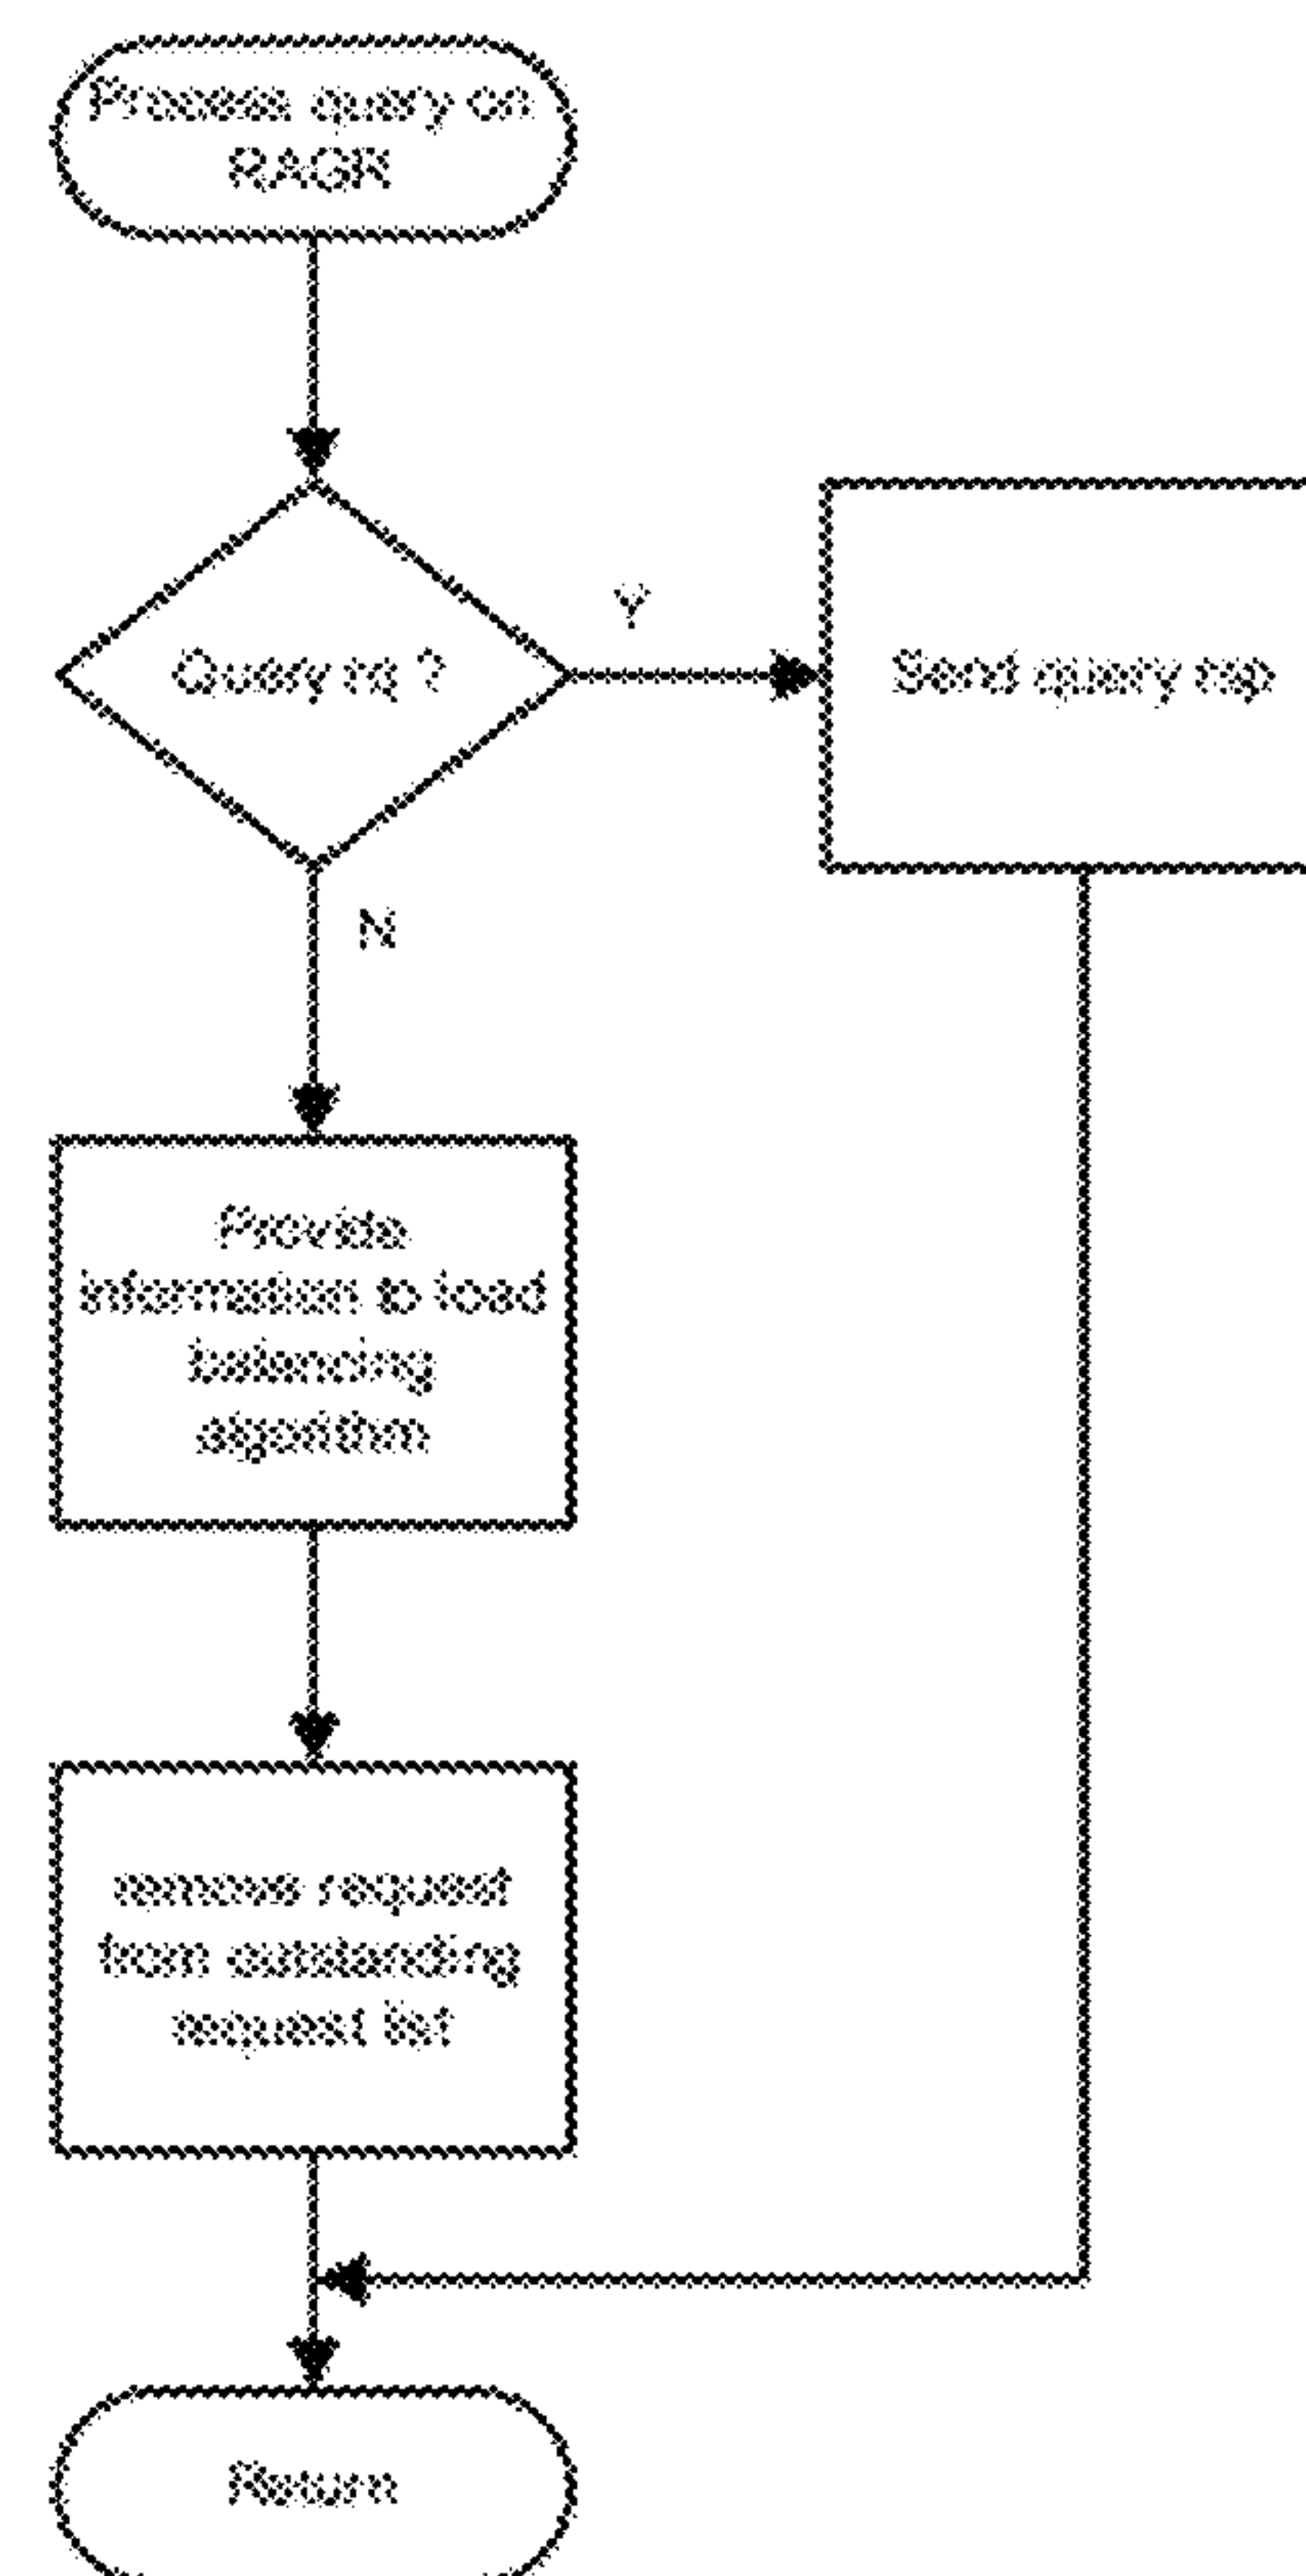 Process query on
RAGR
Query rq ?
Y
Send query rsp
N
Provide
information to load
balancing
algorithm
remove request
from outstanding
request list
Return